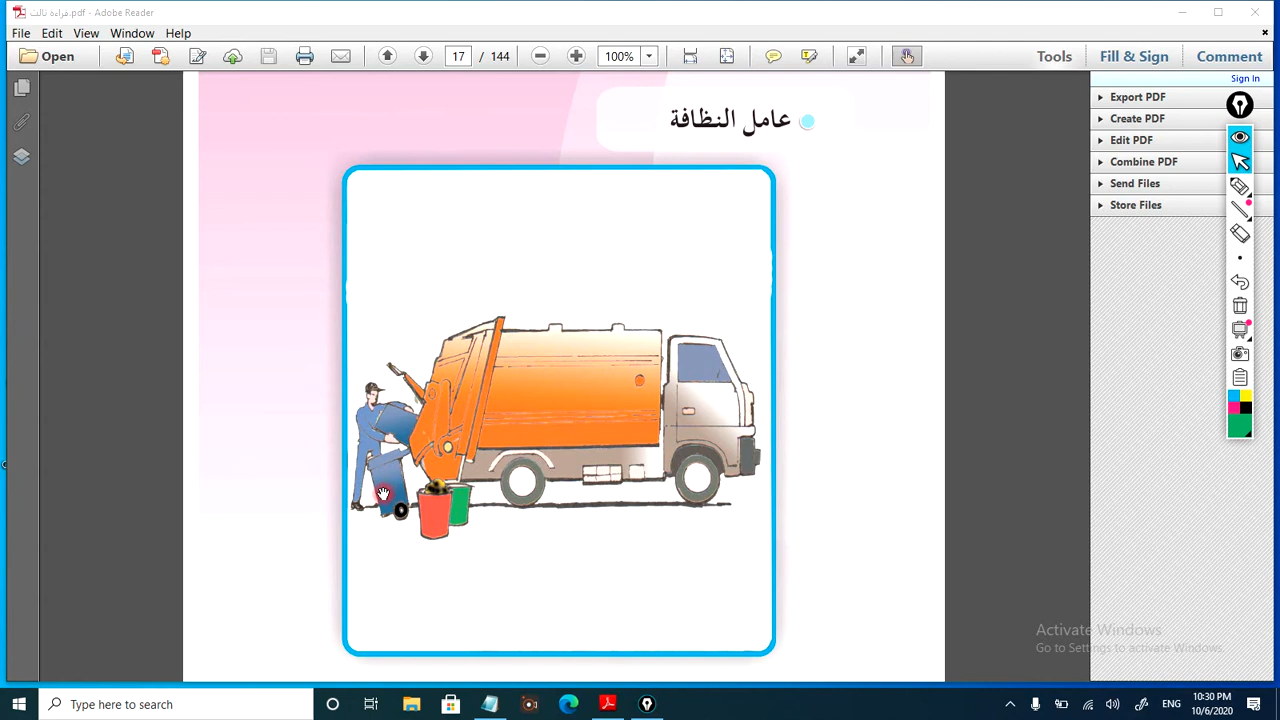 قراءة ثالث.pdf - Adobe Reader
File Edit View Window Help
Open 17 / 144 100% Tools Fill & Sign Comment
Sign In
Export PDF
Create PDF
Edit PDF
Combine PDF
Send Files
Store Files
عامل النظافة
Activate Windows
Go to Settings to activate Windows.
Type here to search
ENG
10:30 PM
10/6/2020